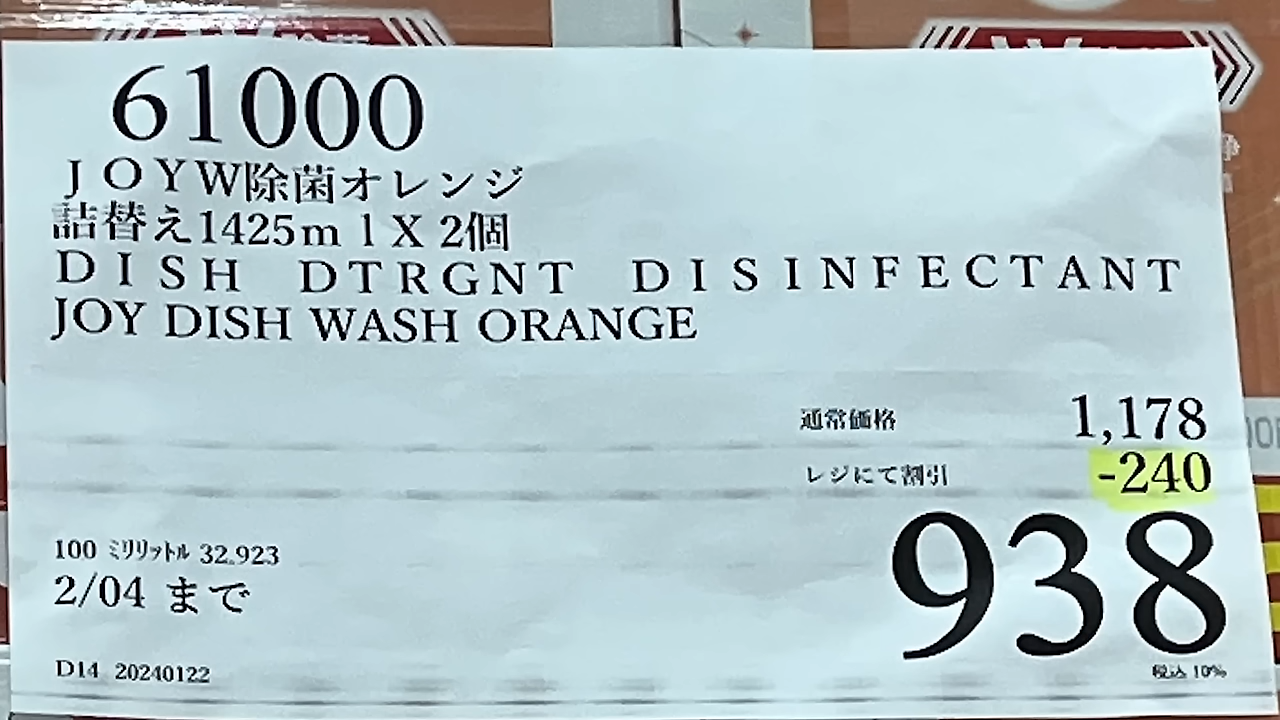 61000
ＪＯＹＷ除菌オレンジ
詰替え1425ｍｌＸ2個
ＤＩＳＨ　ＤＴＲＧＮＴ　ＤＩＳＩＮＦＥＣＴＡＮＴ
JOY DISH WASH ORANGE
通常価格 1,178
レジにて割引 -240
938
100 ﾐﾘﾘｯﾄﾙ 32.923
2/04 まで
税込 10%
D14 20240122